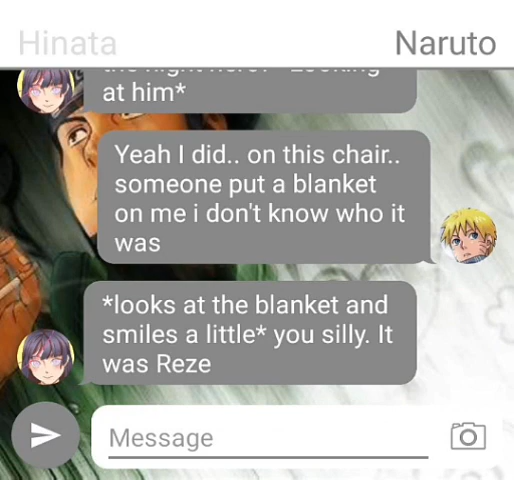 Hinata Naruto
at him*
Yeah I did.. on this chair..
someone put a blanket
on me i don't know who it
was
*looks at the blanket and
smiles a little* you silly. It
was Reze
Message